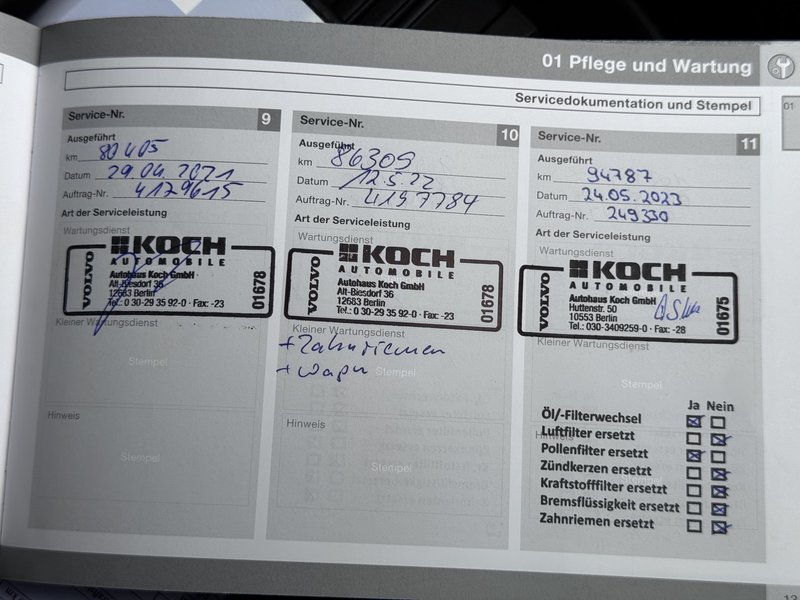 01 Pflege und Wartung
01
Servicedokumentation und Stempel
Service-Nr. 9
Ausgeführt
km 80405
Datum 29.04.2021
Auftrag-Nr. 4179615
Art der Serviceleistung
Wartungsdienst
VOLVO
KOCH
AUTOMOBILE
Autohaus Koch GmbH
Alt-Biesdorf 36
12683 Berlin
Tel.: 0 30-29 35 92-0 · Fax: -23
01678
Kleiner Wartungsdienst
Stempel
Hinweis
Stempel
Service-Nr. 10
Ausgeführt
km 86309
Datum 12.5.22
Auftrag-Nr. 4197784
Art der Serviceleistung
Wartungsdienst
VOLVO
KOCH
AUTOMOBILE
Autohaus Koch GmbH
Alt-Biesdorf 36
12683 Berlin
Tel.: 0 30-29 35 92-0 · Fax: -23
01678
Kleiner Wartungsdienst
+ Zahnriemen
+ Wapu
Stempel
Hinweis
Stempel
Service-Nr. 11
Ausgeführt
km 94787
Datum 24.05.2023
Auftrag-Nr. 249330
Art der Serviceleistung
Wartungsdienst
VOLVO
KOCH
AUTOMOBILE
Autohaus Koch GmbH
Huttenstr. 50
10553 Berlin
Tel.: 030-3409259-0 · Fax: -28
01675
Kleiner Wartungsdienst
Stempel
Ja Nein
Öl/-Filterwechsel
Luftfilter ersetzt
Hinweis
Pollenfilter ersetzt
Zündkerzen ersetzt
Kraftstofffilter ersetzt
Bremsflüssigkeit ersetzt
Zahnriemen ersetzt
13